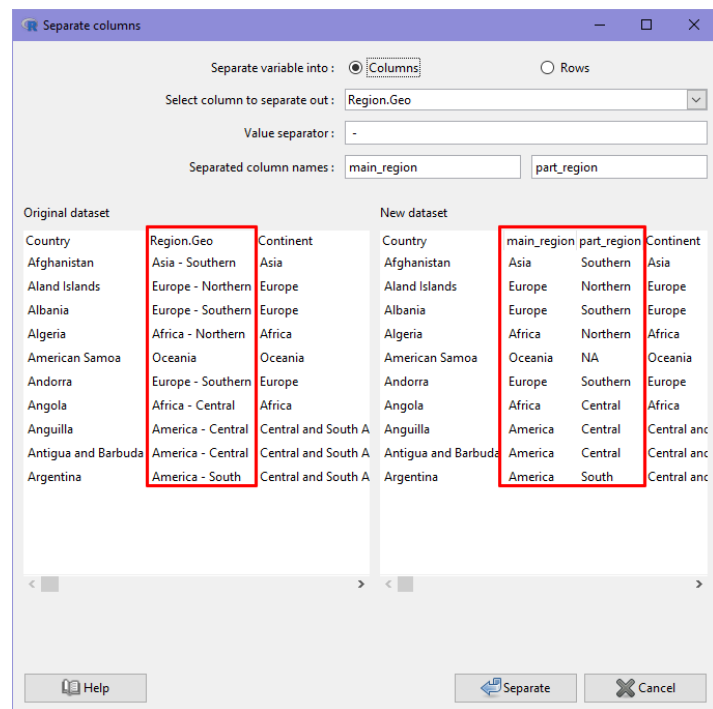 Separate columns
Separate variable into : Columns Rows
Select column to separate out : Region.Geo
Value separator : -
Separated column names : main_region part_region
Original dataset New dataset
Country Region.Geo Continent Country main_region part_region Continent
Afghanistan Asia - Southern Asia Afghanistan Asia Southern Asia
Aland Islands Europe - Northern Europe Aland Islands Europe Northern Europe
Albania Europe - Southern Europe Albania Europe Southern Europe
Algeria Africa - Northern Africa Algeria Africa Northern Africa
American Samoa Oceania Oceania American Samoa Oceania NA Oceania
Andorra Europe - Southern Europe Andorra Europe Southern Europe
Angola Africa - Central Africa Angola Africa Central Africa
Anguilla America - Central Central and South A Anguilla America Central Central and
Antigua and Barbuda America - Central Central and South A Antigua and Barbuda America Central Central and
Argentina America - South Central and South A Argentina America South Central and
Help Separate Cancel